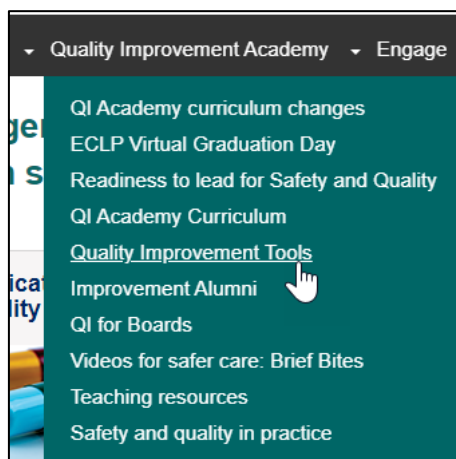 Quality Improvement Academy Engage
QI Academy curriculum changes
ECLP Virtual Graduation Day
Readiness to lead for Safety and Quality
QI Academy Curriculum
Quality Improvement Tools
Improvement Alumni
QI for Boards
Videos for safer care: Brief Bites
Teaching resources
Safety and quality in practice